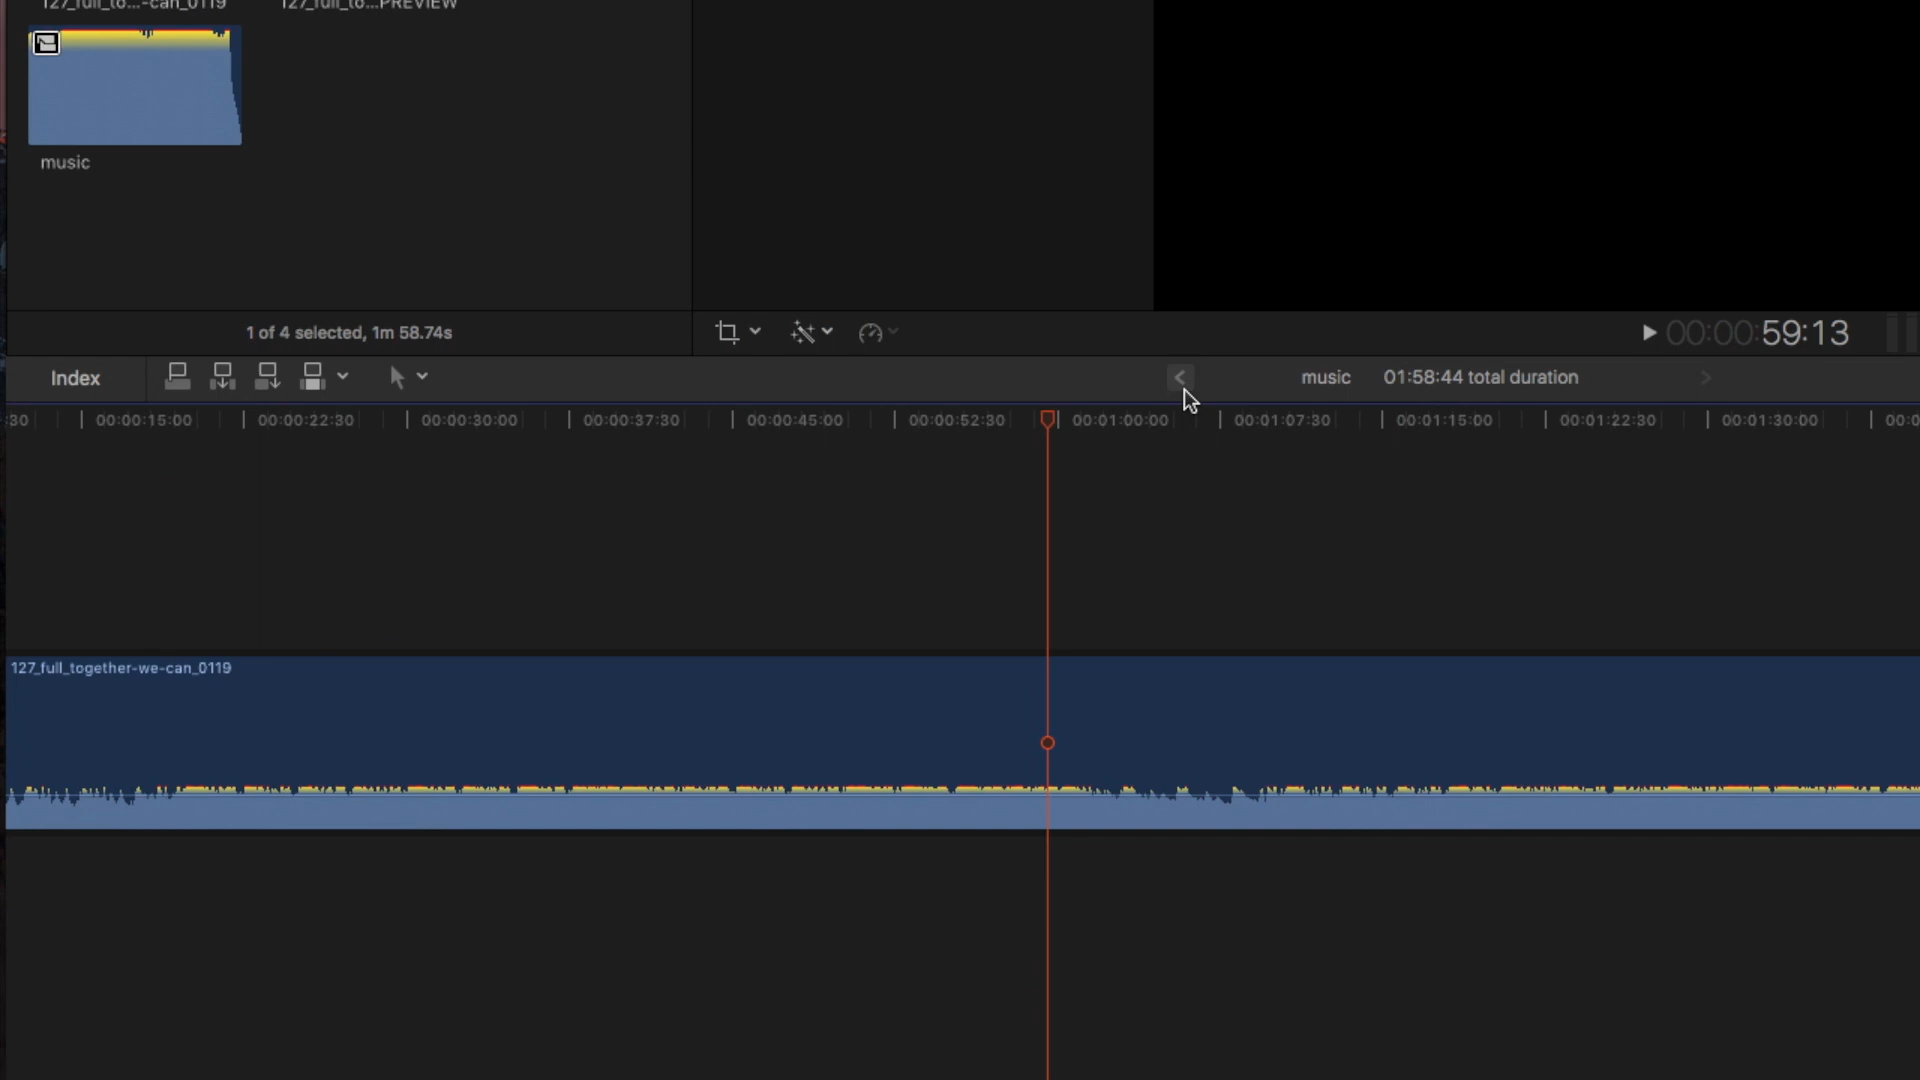 127_full_to...-can_0119
127_full_to...PREVIEW
music
1 of 4 selected, 1m 58.74s
00:00:59:13
Index
music
01:58:44 total duration
:30
00:00:15:00
00:00:22:30
00:00:30:00
00:00:37:30
00:00:45:00
00:00:52:30
00:01:00:00
00:01:07:30
00:01:15:00
00:01:22:30
00:01:30:00
00:0
127_full_together-we-can_0119